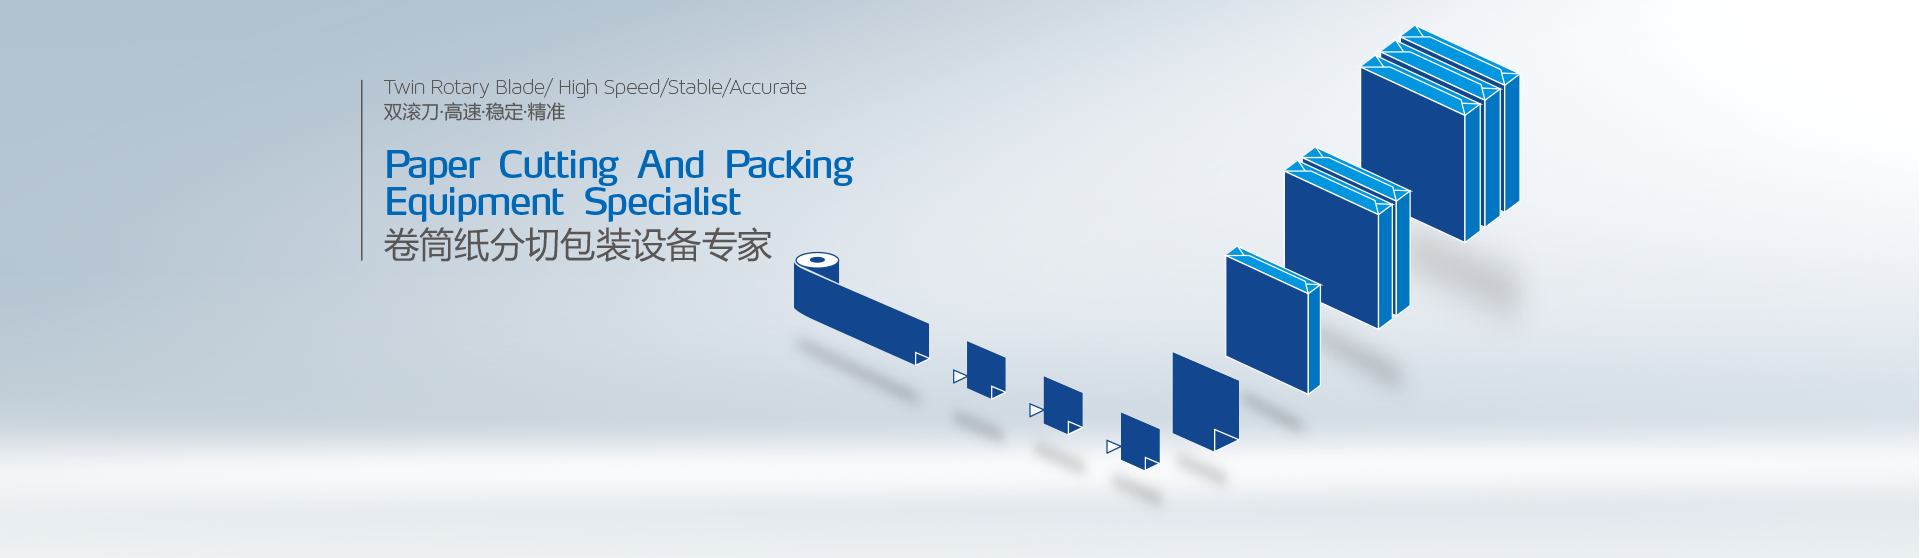 Twin Rotary Blade/ High Speed/Stable/Accurate
双滚刀·高速·稳定·精准
Paper Cutting And Packing
Equipment Specialist
卷筒纸分切包装设备专家